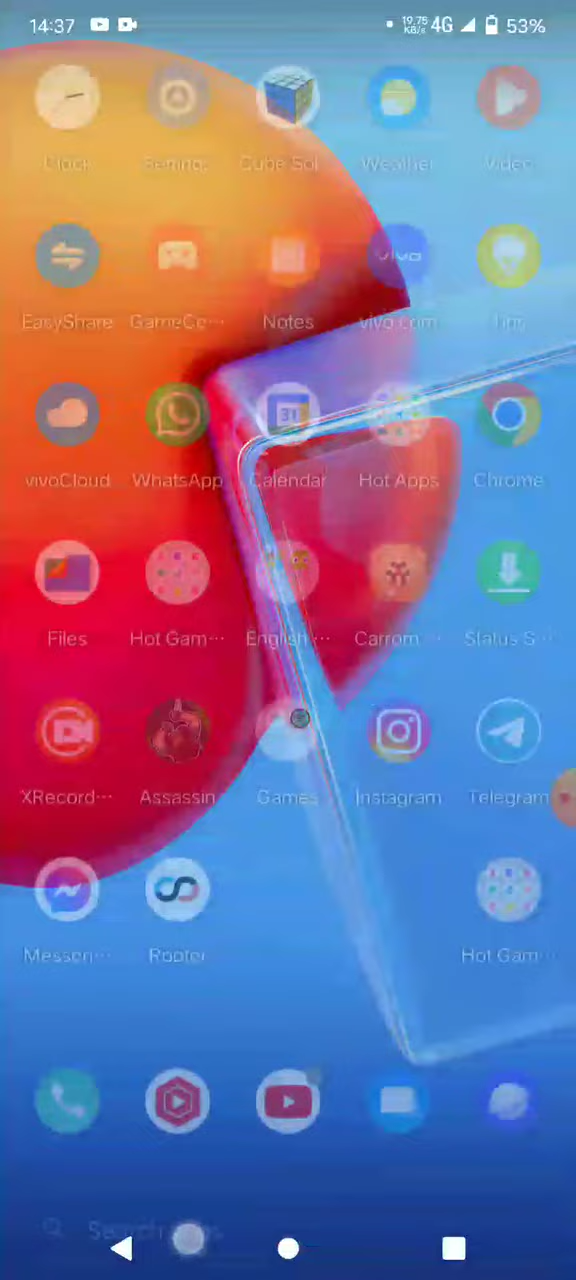 14:37 19.75 KB/s 4G 53%
Clock Settings Cube Sol Weather Video
EasyShare GameCe··· Notes vivo.com Tips
31
vivoCloud WhatsApp Calendar Hot Apps Chrome
Files Hot Gam··· English ··· Carrom ··· Status S···
XRecord··· Assassin Games Instagram Telegram
Messen··· Rooter Hot Gam···
Search